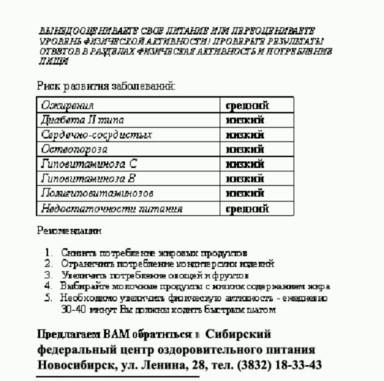 ВЫ НЕДООЦЕНИВАЕТЕ СВОЕ ПИТАНИЕ ИЛИ ПЕРЕОЦЕНИВАЕТЕ
УРОВЕНЬ ФИЗИЧЕСКОЙ АКТИВНОСТИ! ПРОВЕРЬТЕ РЕЗУЛЬТАТЫ
ОТВЕТОВ В РАЗДЕЛАХ ФИЗИЧЕСКАЯ АКТИВНОСТЬ И ПОТРЕБЛЕНИЕ
ПИЩИ
Риск развития заболеваний:
Ожирения средний
Диабета II типа низкий
Сердечно-сосудистых низкий
Остеопороза низкий
Гиповитаминоза С низкий
Гиповитаминоза В низкий
Полигиповитаминозов низкий
Недостаточности питания средний
Рекомендации
1. Снизить потребление жировых продуктов
2. Ограничить потребление кондитерских изделий
3. Увеличить потребление овощей и фруктов
4. Выбирайте молочные продукты с низким содержанием жира
5. Необходимо увеличить физическую активность - ежедневно
30-40 минут Вы должны ходить быстрым шагом
Предлагаем ВАМ обратиться в Сибирский
федеральный центр оздоровительного питания
Новосибирск, ул. Ленина, 28, тел. (3832) 18-33-43